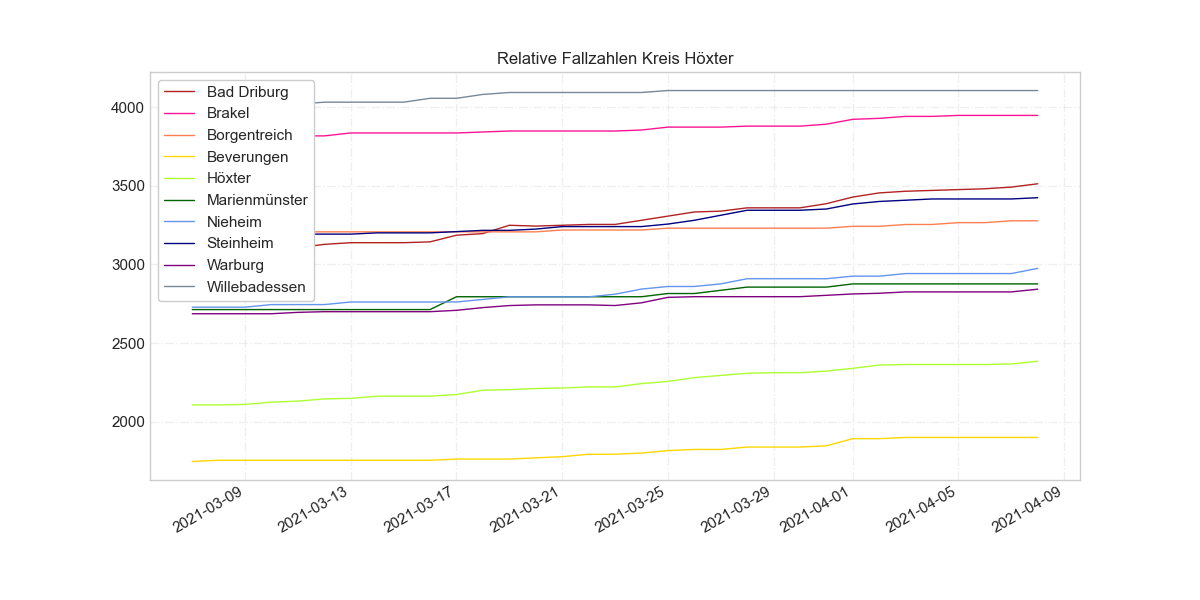 Relative Fallzahlen Kreis Höxter
4000
3500
3000
2500
2000
Bad Driburg
Brakel
Borgentreich
Beverungen
Höxter
Marienmünster
Nieheim
Steinheim
Warburg
Willebadessen
2021-03-09
2021-03-13
2021-03-17
2021-03-21
2021-03-25
2021-03-29
2021-04-01
2021-04-05
2021-04-09